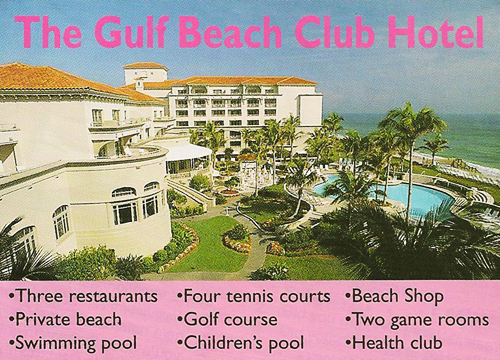 The Gulf Beach Club Hotel
•Three restaurants •Four tennis courts •Beach Shop
•Private beach •Golf course •Two game rooms
•Swimming pool •Children's pool •Health club